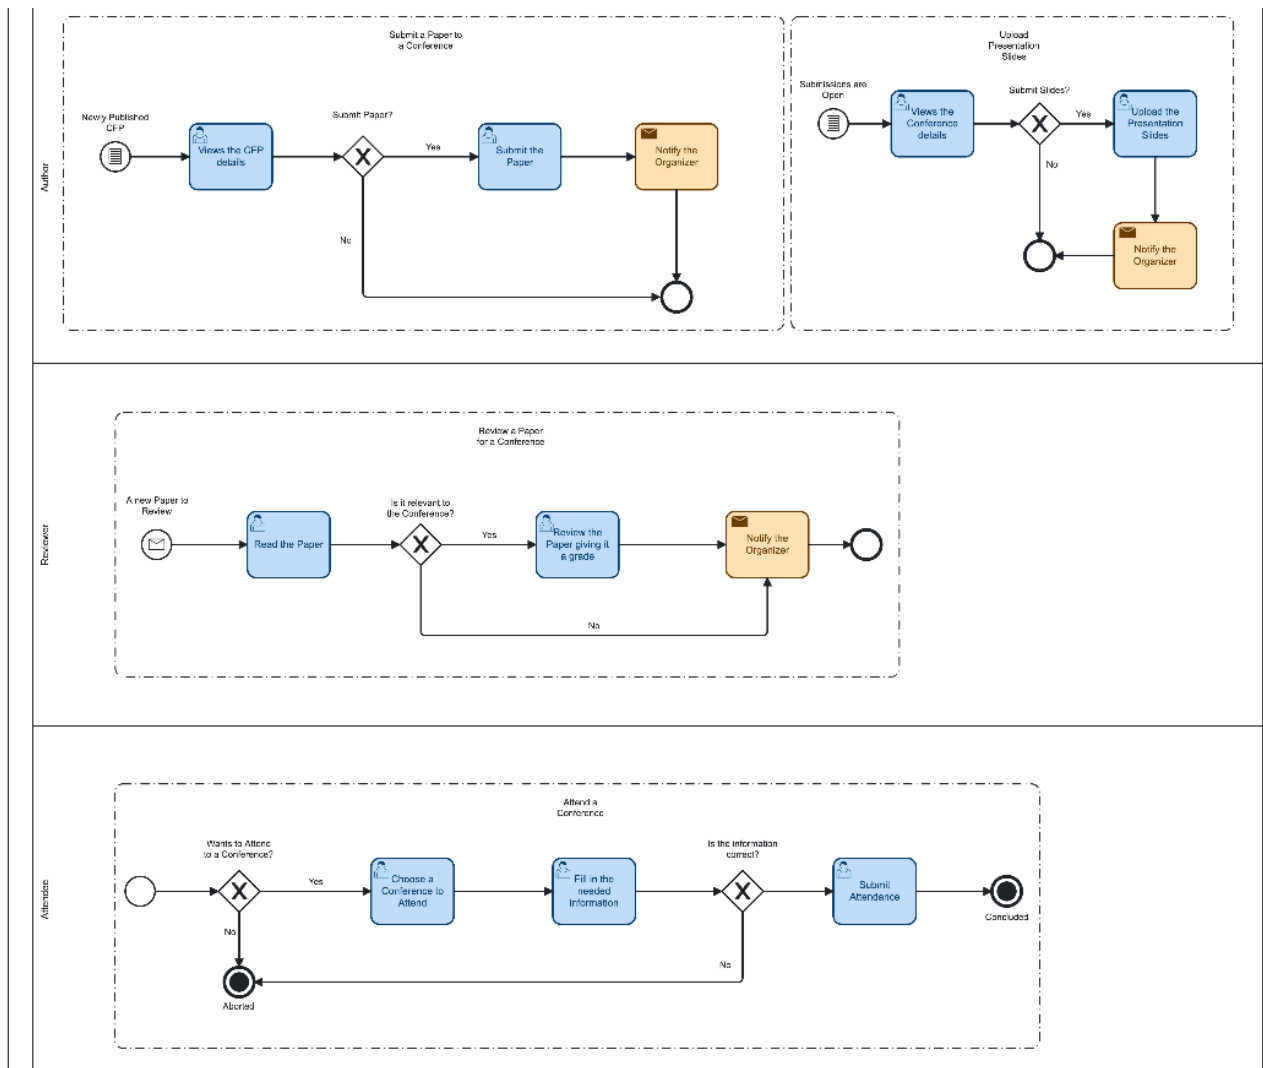 Author
Submit a Paper to
a Conference
Newly Published
CFP
Views the CFP
details
Submit Paper?
Yes
No
Submit the
Paper
Notify the
Organizer
Upload
Presentation
Slides
Submissions are
Open
Views the
Conference
details
Submit Slides?
Yes
No
Upload the
Presentation
Slides
Notify the
Organizer
Reviewer
Review a Paper
for a Conference
A new Paper to
Review
Read the Paper
Is it relevant to
the Conference?
Yes
No
Review the
Paper giving it
a grade
Notify the
Organizer
Attendee
Attend a
Conference
Wants to Attend
to a Conference?
Yes
No
Aborted
Choose a
Conference to
Attend
Fill in the
needed
Information
Is the information
correct?
No
Submit
Attendance
Concluded